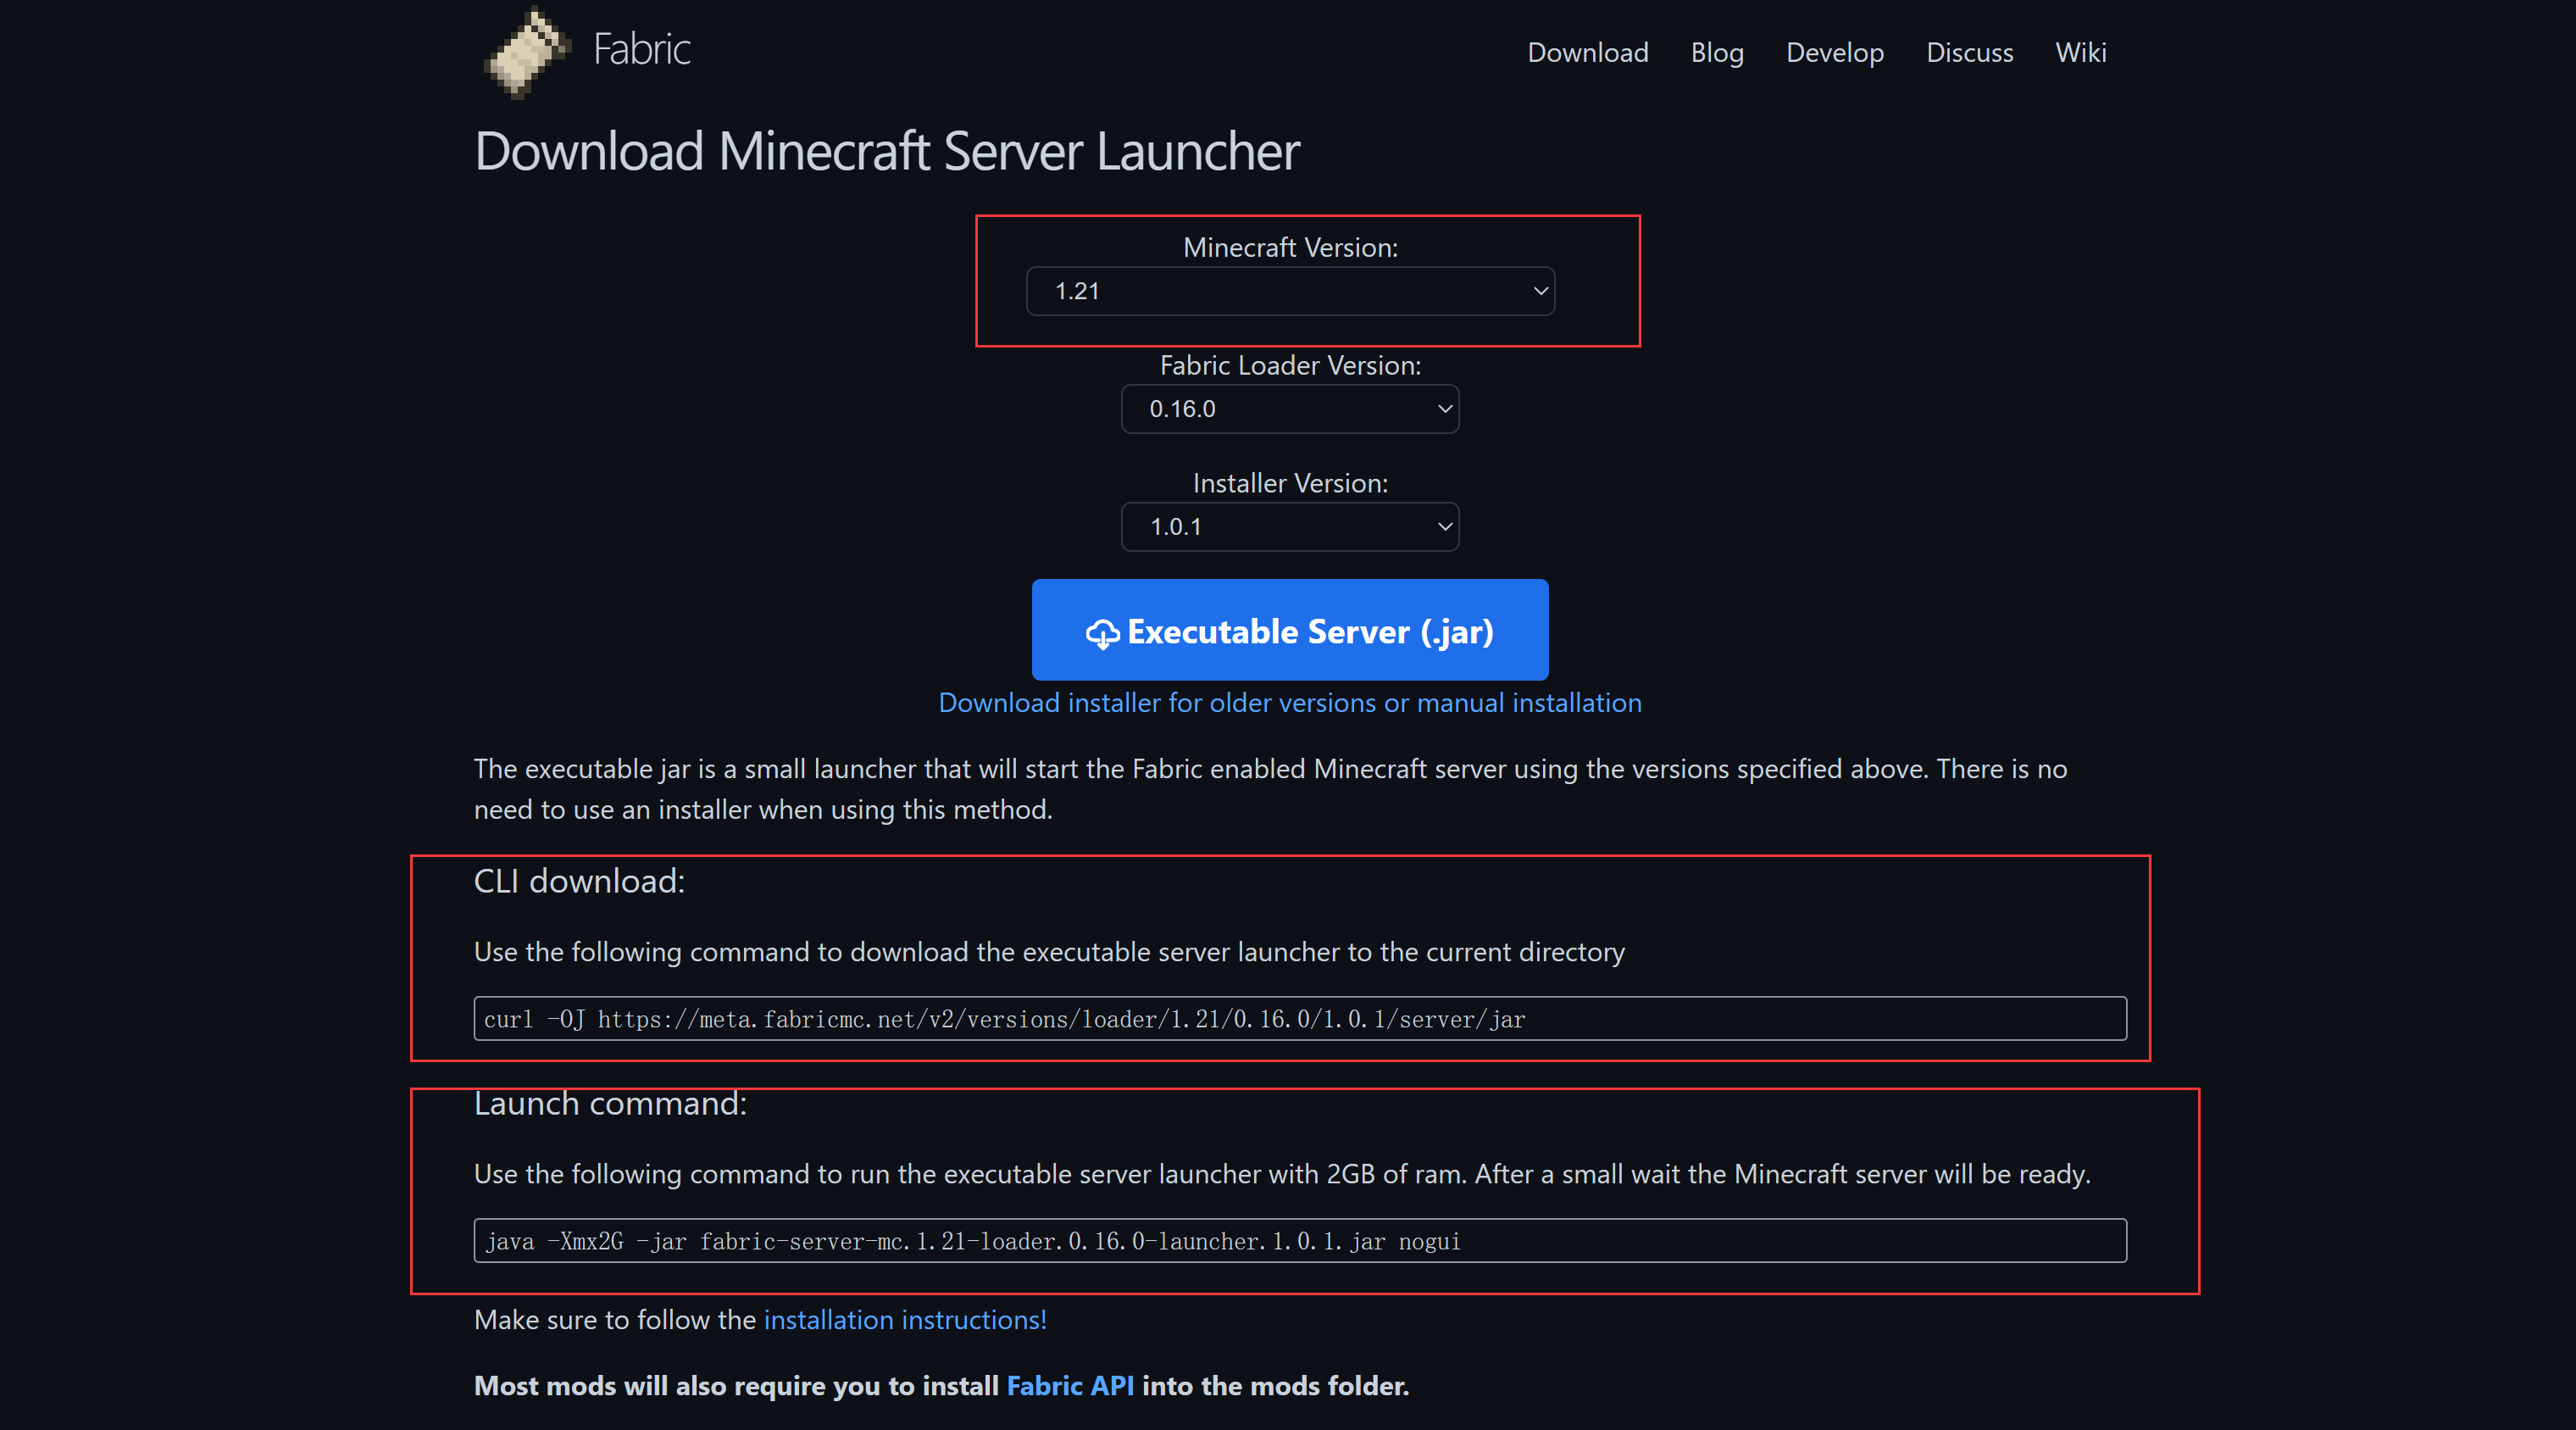 Fabric
Download Blog Develop Discuss Wiki
Download Minecraft Server Launcher
Minecraft Version:
1.21
Fabric Loader Version:
0.16.0
Installer Version:
1.0.1
Executable Server (.jar)
Download installer for older versions or manual installation
The executable jar is a small launcher that will start the Fabric enabled Minecraft server using the versions specified above. There is no
need to use an installer when using this method.
CLI download:
Use the following command to download the executable server launcher to the current directory
curl -OJ https://meta.fabricmc.net/v2/versions/loader/1.21/0.16.0/1.0.1/server/jar
Launch command:
Use the following command to run the executable server launcher with 2GB of ram. After a small wait the Minecraft server will be ready.
java -Xmx2G -jar fabric-server-mc.1.21-loader.0.16.0-launcher.1.0.1.jar nogui
Make sure to follow the installation instructions!
Most mods will also require you to install Fabric API into the mods folder.